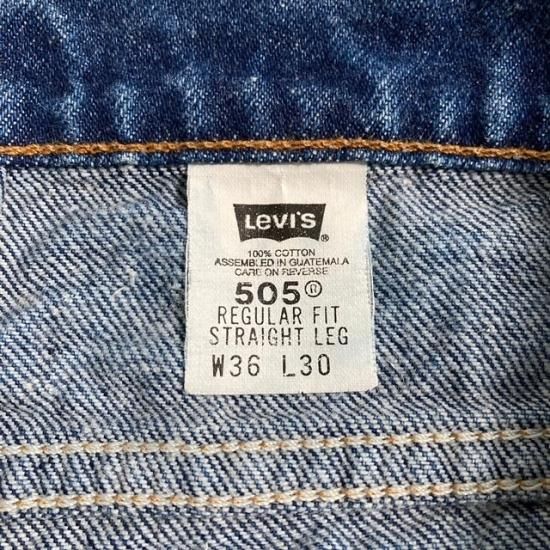 Levi's ®
100% COTTON
ASSEMBLED IN GUATEMALA
CARE ON REVERSE
505®
REGULAR FIT
STRAIGHT LEG
W36 L30